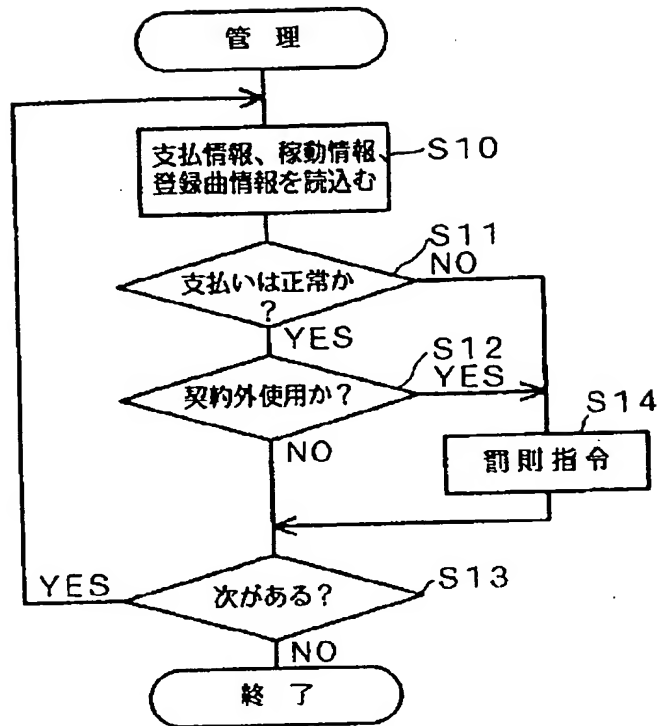 管理
支払情報、稼動情報、
登録曲情報を読込む
S10
S11
支払いは正常か
?
NO
YES
S12
契約外使用か?
YES
NO
S14
罰則指令
S13
次がある?
YES
NO
終了